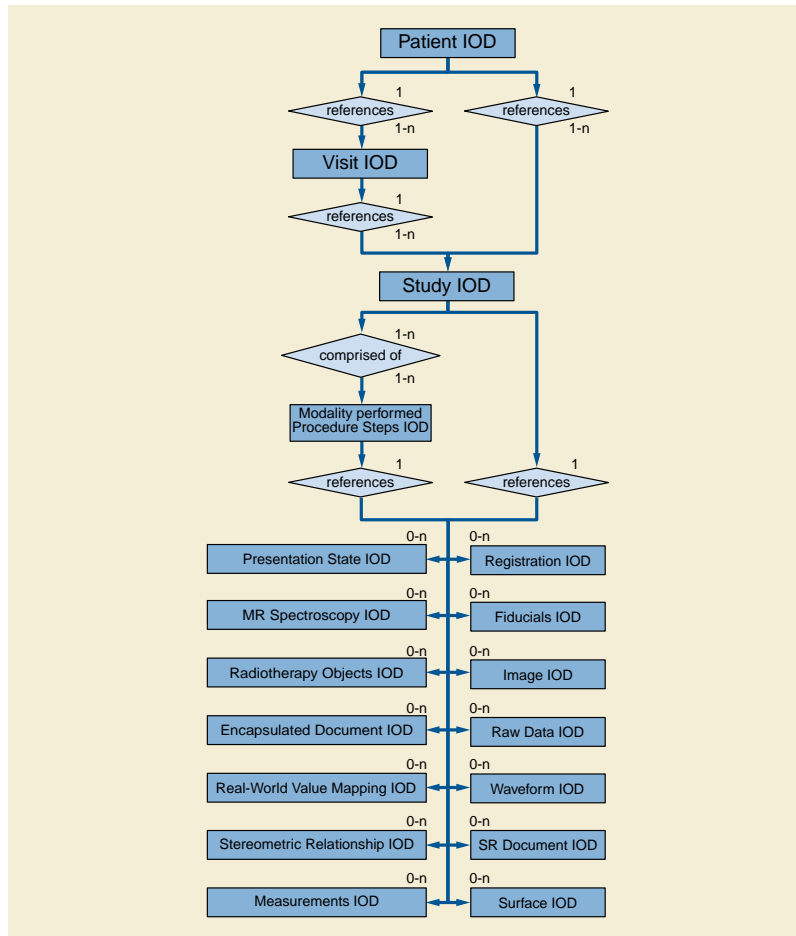 Patient IOD
1
1
references
references
1-n
1-n
Visit IOD
1
references
1-n
Study IOD
1-n
comprised of
1-n
Modality performed
Procedure Steps IOD
1
1
references
references
0-n
0-n
Presentation State IOD
Registration IOD
0-n
0-n
MR Spectroscopy IOD
Fiducials IOD
0-n
0-n
Radiotherapy Objects IOD
Image IOD
0-n
0-n
Encapsulated Document IOD
Raw Data IOD
0-n
0-n
Real-World Value Mapping IOD
Waveform IOD
0-n
0-n
Stereometric Relationship IOD
SR Document IOD
0-n
0-n
Measurements IOD
Surface IOD